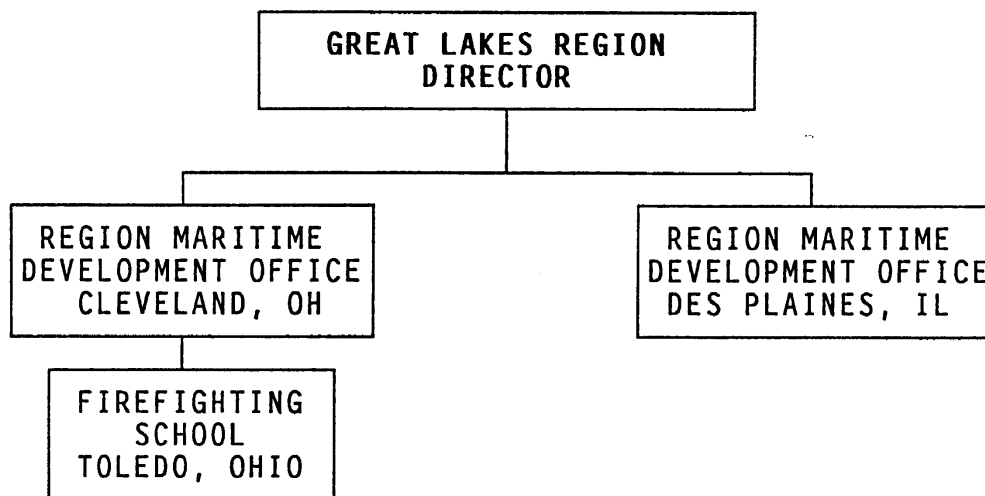 GREAT LAKES REGION
DIRECTOR
REGION MARITIME
DEVELOPMENT OFFICE
CLEVELAND, OH
REGION MARITIME
DEVELOPMENT OFFICE
DES PLAINES, IL
FIREFIGHTING
SCHOOL
TOLEDO, OHIO